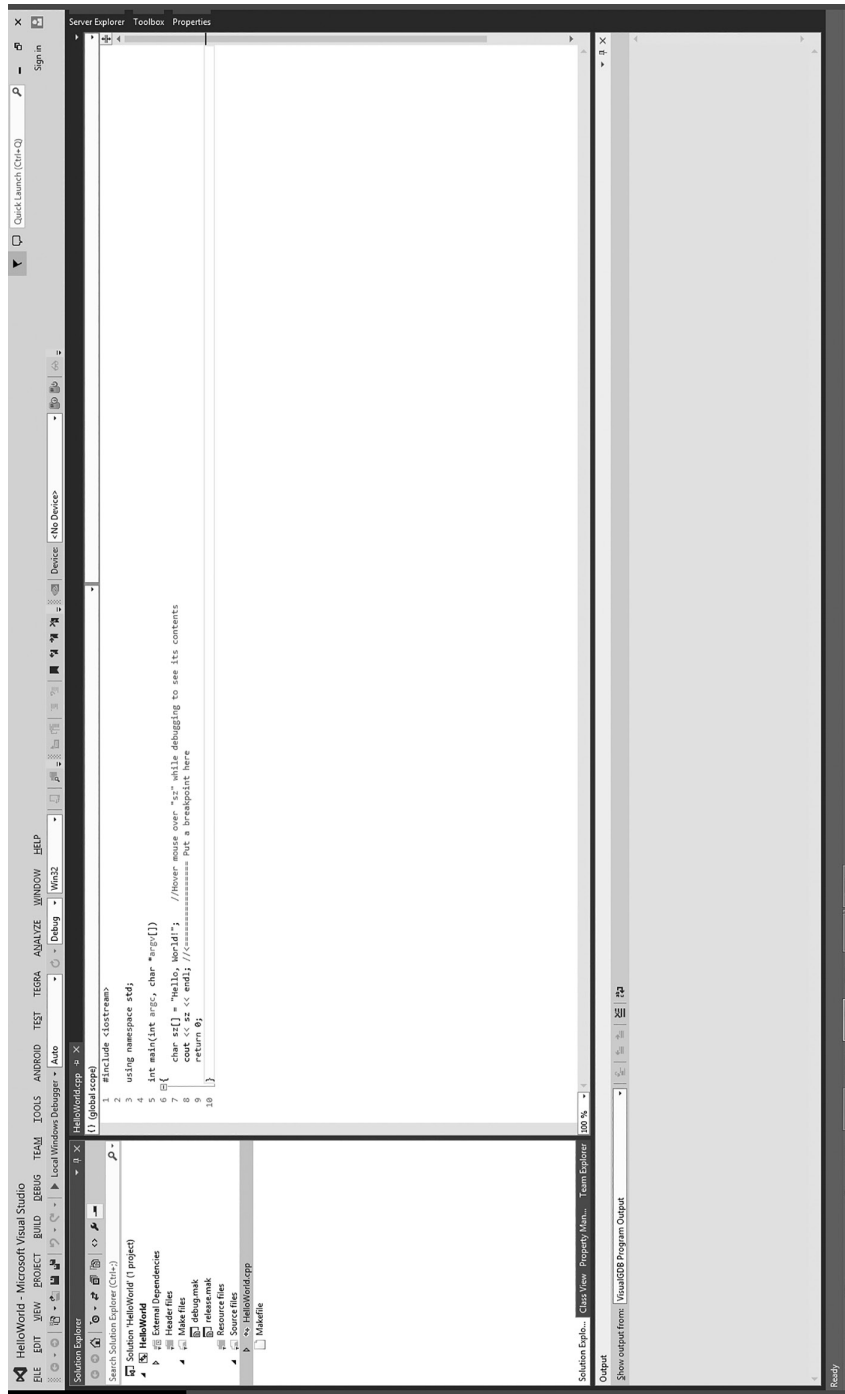 HelloWorld - Microsoft Visual Studio
Quick Launch (Ctrl+Q)
FILE EDIT VIEW PROJECT BUILD DEBUG TEAM TOOLS ANDROID TEST TEGRA ANALYZE WINDOW HELP
Sign in
Local Windows Debugger Auto Debug Win32 Device: <No Device>
Solution Explorer
Search Solution Explorer (Ctrl+;)
Solution 'HelloWorld' (1 project)
HelloWorld
External Dependencies
Header files
Make files
debug.mak
release.mak
Resource files
Source files
HelloWorld.cpp
Makefile
Solution Explo... Class View Property Man... Team Explorer
HelloWorld.cpp
{} (global scope)
1 #include <iostream>
2
3 using namespace std;
4
5 int main(int argc, char *argv[])
6 {
7 char sz[] = "Hello, World!"; //Hover mouse over "sz" while debugging to see its contents
8 cout << sz << endl; //<================= Put a breakpoint here
9 return 0;
10 }
100 %
Server Explorer Toolbox Properties
Output
Show output from: VisualGDB Program Output
Ready